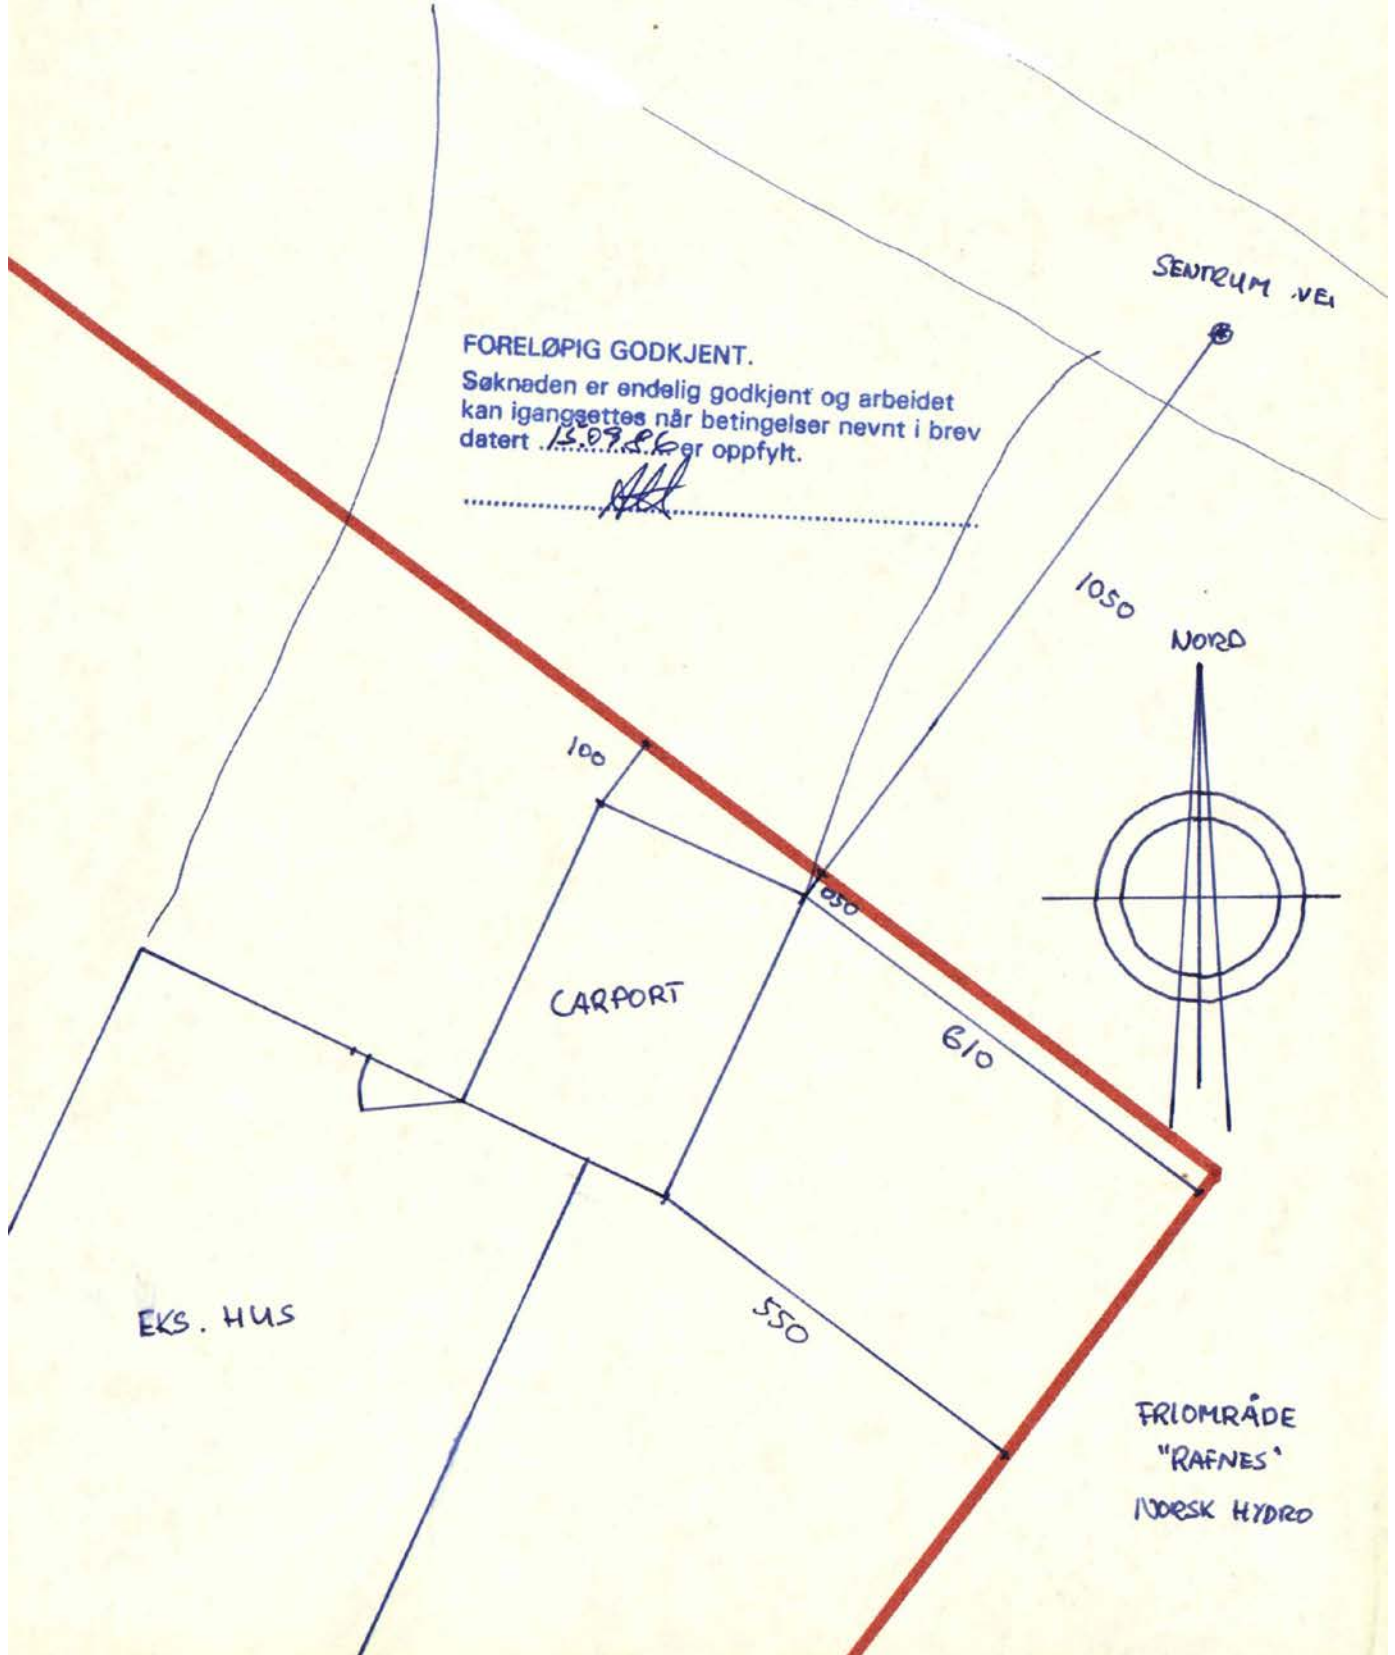 SENTRUM VEI
FORELØPIG GODKJENT.
Søknaden er endelig godkjent og arbeidet
kan igangsettes når betingelser nevnt i brev
datert 15.09.86 er oppfylt.
1050
NORD
100
050
CARPORT
610
550
EKS. HUS
FRIOMRÅDE
"RAFNES"
NORSK HYDRO